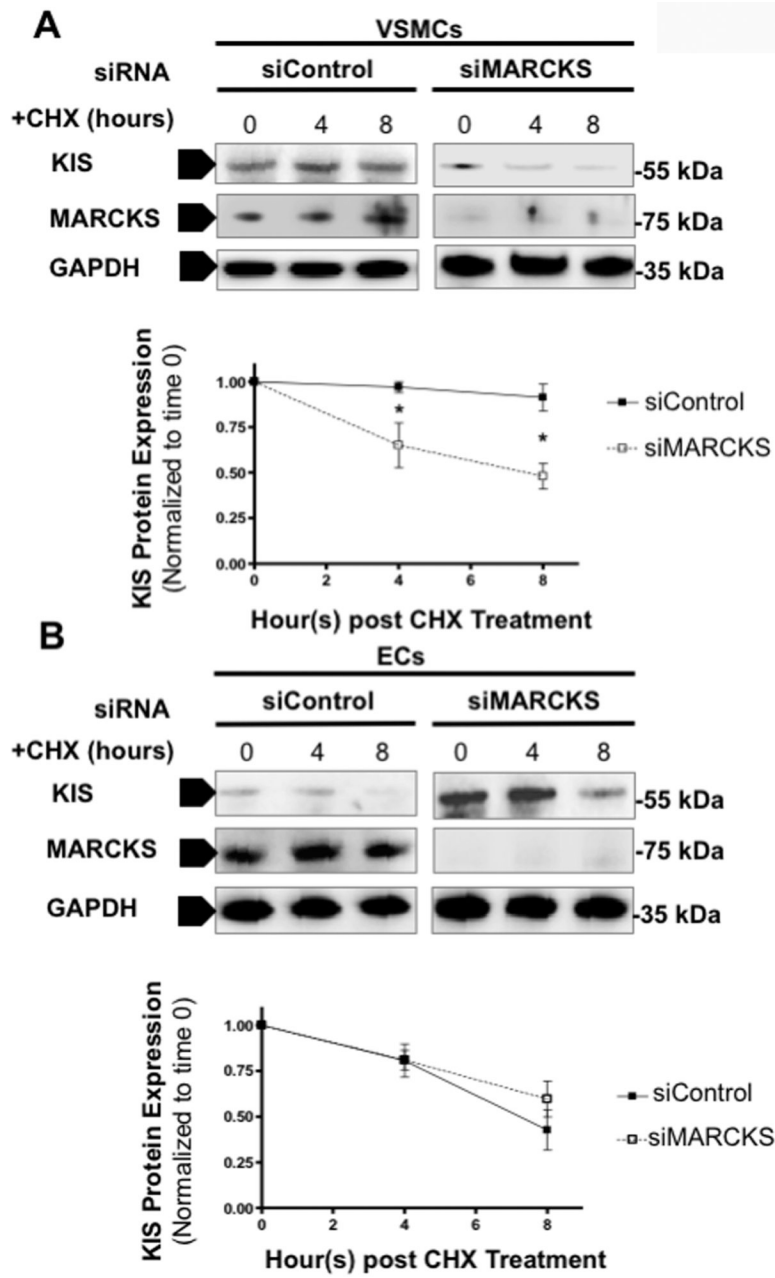 A
VSMCs
siRNA siControl siMARCKS
+CHX (hours) 0 4 8 0 4 8
KIS -55 kDa
MARCKS -75 kDa
GAPDH -35 kDa
KIS Protein Expression
(Normalized to time 0)
1.00
0.75
0.50
0.25
0.00
* *
0 2 4 6 8
siControl
siMARCKS
Hour(s) post CHX Treatment
B
ECs
siRNA siControl siMARCKS
+CHX (hours) 0 4 8 0 4 8
KIS -55 kDa
MARCKS -75 kDa
GAPDH -35 kDa
KIS Protein Expression
(Normalized to time 0)
1.00
0.75
0.50
0.25
0.00
0 2 4 6 8
siControl
siMARCKS
Hour(s) post CHX Treatment